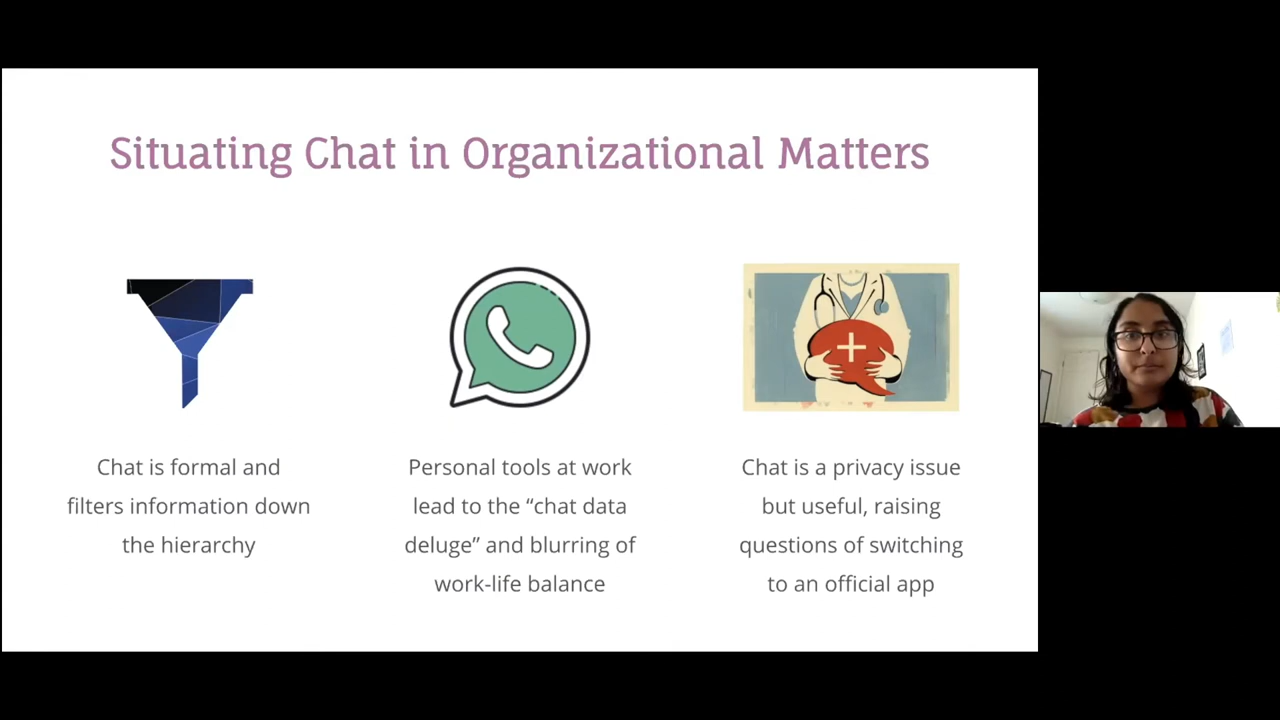 Situating Chat in Organizational Matters
Chat is formal and
filters information down
the hierarchy
Personal tools at work
lead to the “chat data
deluge” and blurring of
work-life balance
Chat is a privacy issue
but useful, raising
questions of switching
to an official app